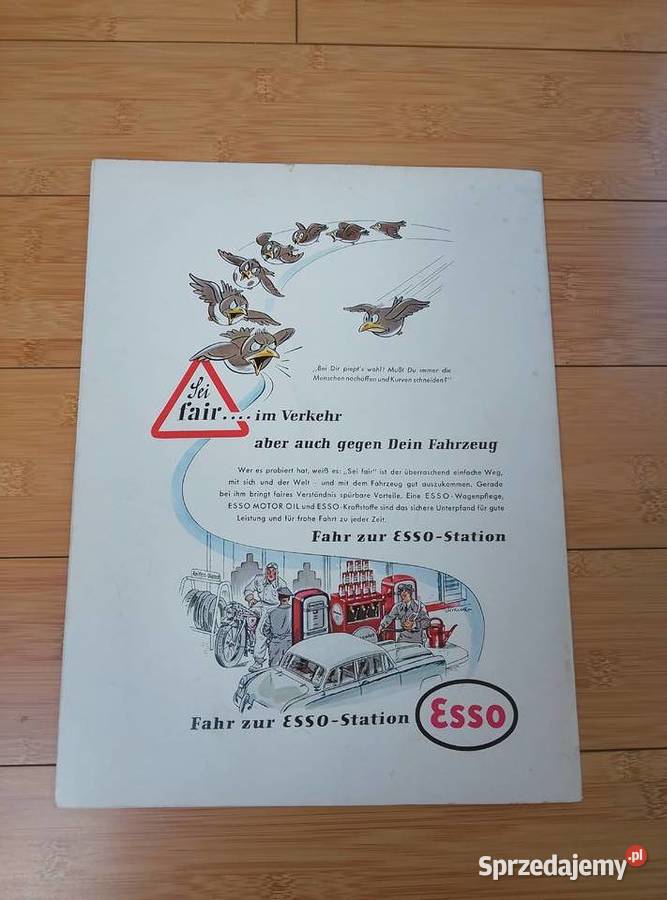 „Bei Dir piept's wohl! Mußt Du immer die
Menschen nachäffen und Kurven schneiden?"
Sei
fair.... im Verkehr
aber auch gegen Dein Fahrzeug
Wer es probiert hat, weiß es: „Sei fair" ist der überraschend einfache Weg,
mit sich und der Welt - und mit dem Fahrzeug gut auszukommen. Gerade
bei ihm bringt faires Verständnis spürbare Vorteile. Eine ESSO-Wagenpflege,
ESSO MOTOR OIL und ESSO-Kraftstoffe sind das sichere Unterpfand für gute
Leistung und für frohe Fahrt zu jeder Zeit.
Fahr zur ESSO-Station
Fahr zur ESSO-Station
Esso
Sprzedajemy.pl